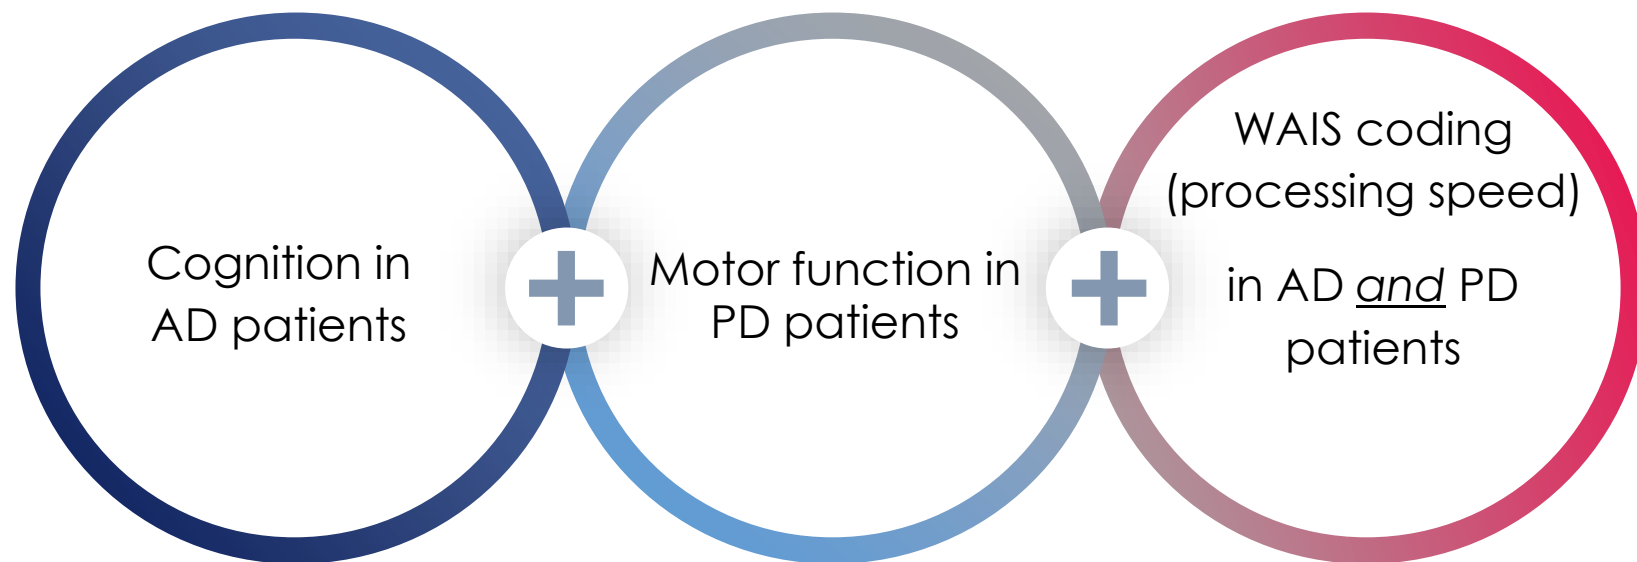 Cognition in
AD patients
Motor function in
PD patients
WAIS coding
(processing speed)
in AD and PD
patients